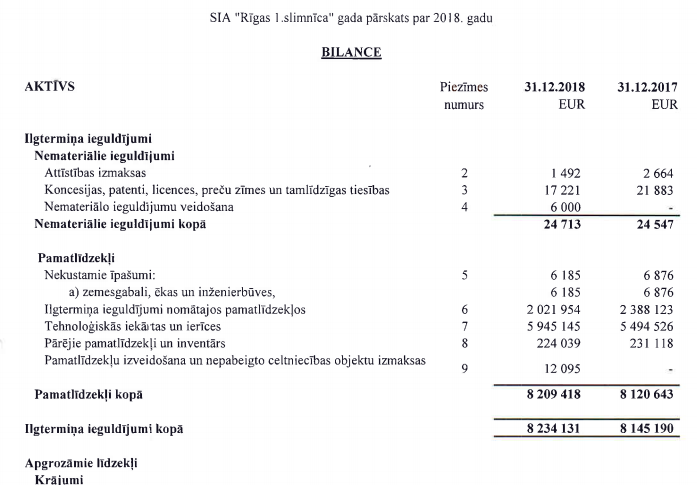 SIA "Rīgas 1.slimnīca" gada pārskats par 2018. gadu
BILANCE
AKTĪVS Piezīmes 31.12.2018 31.12.2017
numurs EUR EUR
Ilgtermiņa ieguldījumi
Nemateriālie ieguldījumi
Attīstības izmaksas 2 1 492 2 664
Koncesijas, patenti, licences, preču zīmes un tamlīdzīgas tiesības 3 17 221 21 883
Nemateriālo ieguldījumu veidošana 4 6 000 -
Nemateriālie ieguldījumi kopā 24 713 24 547
Pamatlīdzekļi
Nekustamie īpašumi: 5 6 185 6 876
a) zemesgabali, ēkas un inženierbūves, 6 185 6 876
Ilgtermiņa ieguldījumi nomātajos pamatlīdzekļos 6 2 021 954 2 388 123
Tehnoloģiskās iekārtas un ierīces 7 5 945 145 5 494 526
Pārējie pamatlīdzekļi un inventārs 8 224 039 231 118
Pamatlīdzekļu izveidošana un nepabeigto celtniecības objektu izmaksas 9 12 095 -
Pamatlīdzekļi kopā 8 209 418 8 120 643
Ilgtermiņa ieguldījumi kopā 8 234 131 8 145 190
Apgrozāmie līdzekļi
Krājumi